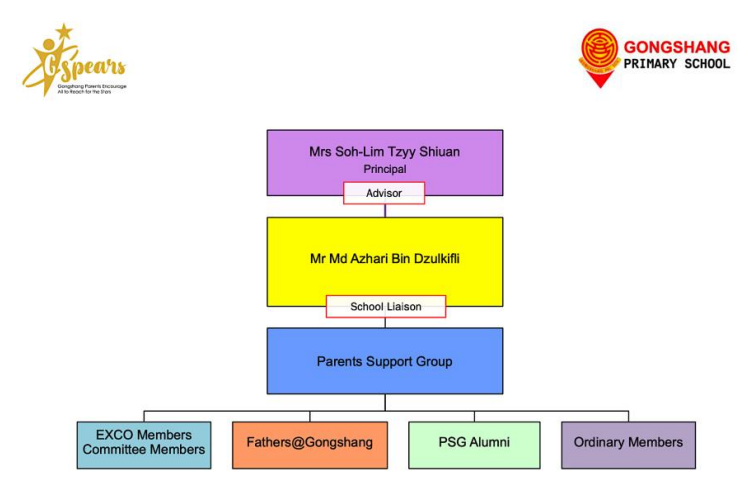 GSpears
Gongshang Parents Encourage
All to Reach for the Stars
GONGSHANG
PRIMARY SCHOOL
Mrs Soh-Lim Tzyy Shiuan
Principal
Advisor
Mr Md Azhari Bin Dzulkifli
School Liaison
Parents Support Group
EXCO Members
Committee Members
Fathers@Gongshang
PSG Alumni
Ordinary Members